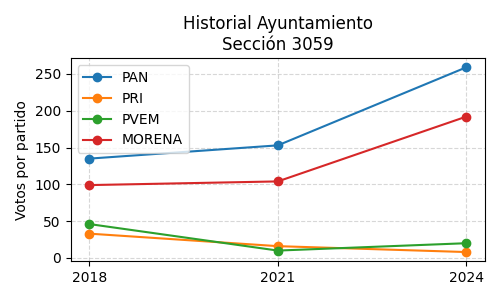 Historial Ayuntamiento
Sección 3059
Votos por partido
250
200
150
100
50
0
PAN
PRI
PVEM
MORENA
2018
2021
2024